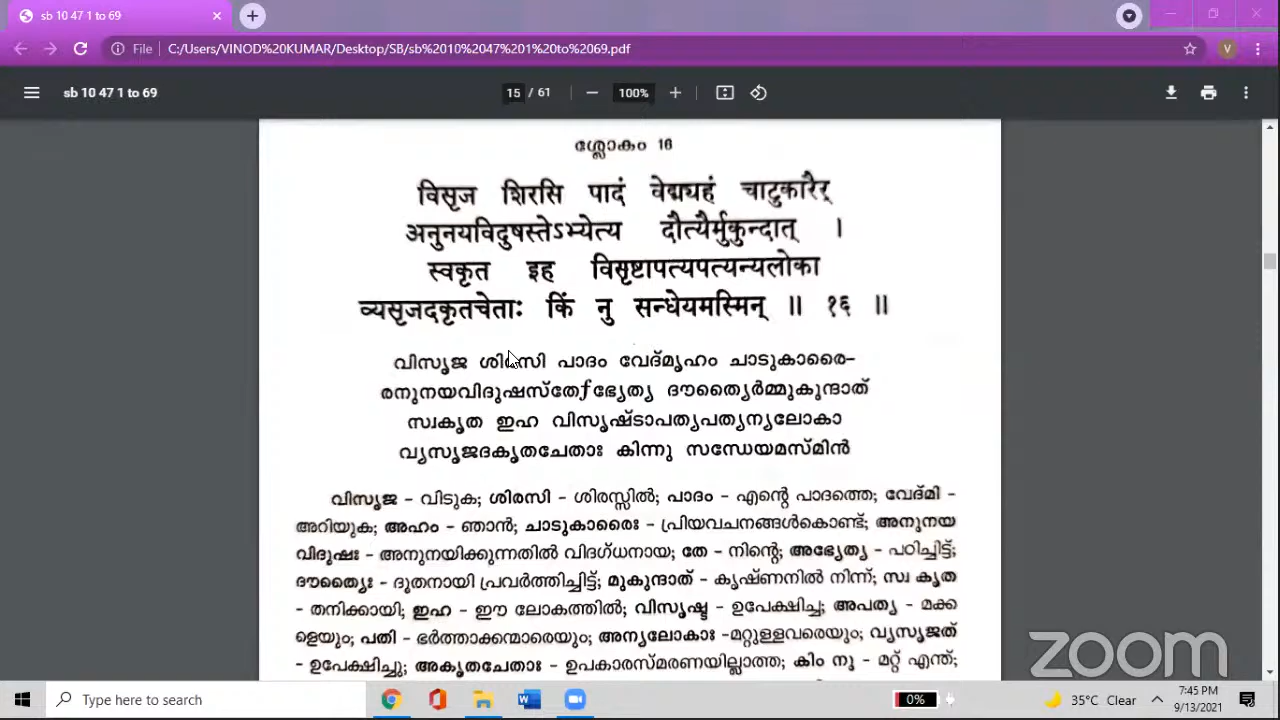 sb 10 47 1 to 69
File
C:/Users/VINOD%20KUMAR/Desktop/SB/sb%2010%2047%201%20to%2069.pdf
V
sb 10 47 1 to 69
15 / 61
100%
ശ്ലോകം 16
विसृज शिरसि पादं वेद्म्यहं चाटुकारैर्
अनुनयविदुषस्तेऽभ्येत्य दौत्यैर्मुकुन्दात् ।
स्वकृत इह विसृष्टापत्यपत्यन्यलोका
व्यसृजदकृतचेताः किं नु सन्धेयमस्मिन् ॥ १६ ॥
വിസൃജ ശിരസി പാദം വേദ്മ്യഹം ചാടുകാരൈ-
രനുനയവിദുഷസ്തേƒഭ്യേത്യ ദൗത്യൈർമ്മുകുന്ദാത്
സ്വകൃത ഇഹ വിസൃഷ്ടാപത്യപത്യന്യലോകാ
വ്യസൃജദകൃതചേതാഃ കിന്നു സന്ധേയമസ്മിൻ
വിസൃജ – വിടുക; ശിരസി – ശിരസ്സിൽ; പാദം – എന്റെ പാദത്തെ; വേദ്മി –
അറിയുക; അഹം – ഞാൻ; ചാടുകാരൈഃ – പ്രിയവചനങ്ങൾകൊണ്ട്; അനുനയ
വിദുഷഃ – അനുനയിക്കുന്നതിൽ വിദഗ്ധനായ; തേ – നിന്റെ; അഭ്യേത്യ – പഠിച്ചിട്ട്;
ദൗത്യൈഃ – ദൂതനായി പ്രവർത്തിച്ചിട്ട്; മുകുന്ദാത് – കൃഷ്ണനിൽ നിന്ന്; സ്വ കൃത
– തനിക്കായി; ഇഹ – ഈ ലോകത്തിൽ; വിസൃഷ്ട – ഉപേക്ഷിച്ച; അപത്യ – മക്ക
ളെയും; പതി – ഭർത്താക്കന്മാരെയും; അന്യലോകാഃ –മറ്റുള്ളവരെയും; വ്യസൃജത്
– ഉപേക്ഷിച്ചു; അകൃതചേതാഃ – ഉപകാരസ്മരണയില്ലാത്ത; കിം നൂ – മറ്റ് എന്ത്;
zoom
Type here to search
0%
35°C Clear
7:45 PM
9/13/2021